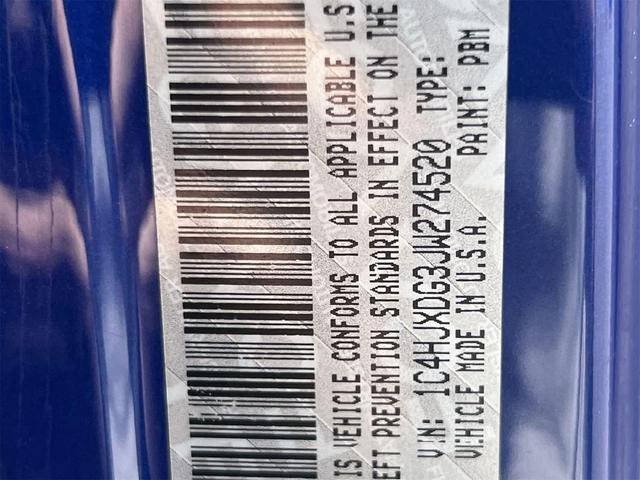 IS VEHICLE CONFORMS TO ALL APPLICABLE U.S
EFT PREVENTION STANDARDS IN EFFECT ON THE
V.I.N.: 1C4HJXDG3JW274520 TYPE:
VEHICLE MADE IN U.S.A. PAINT: PBM